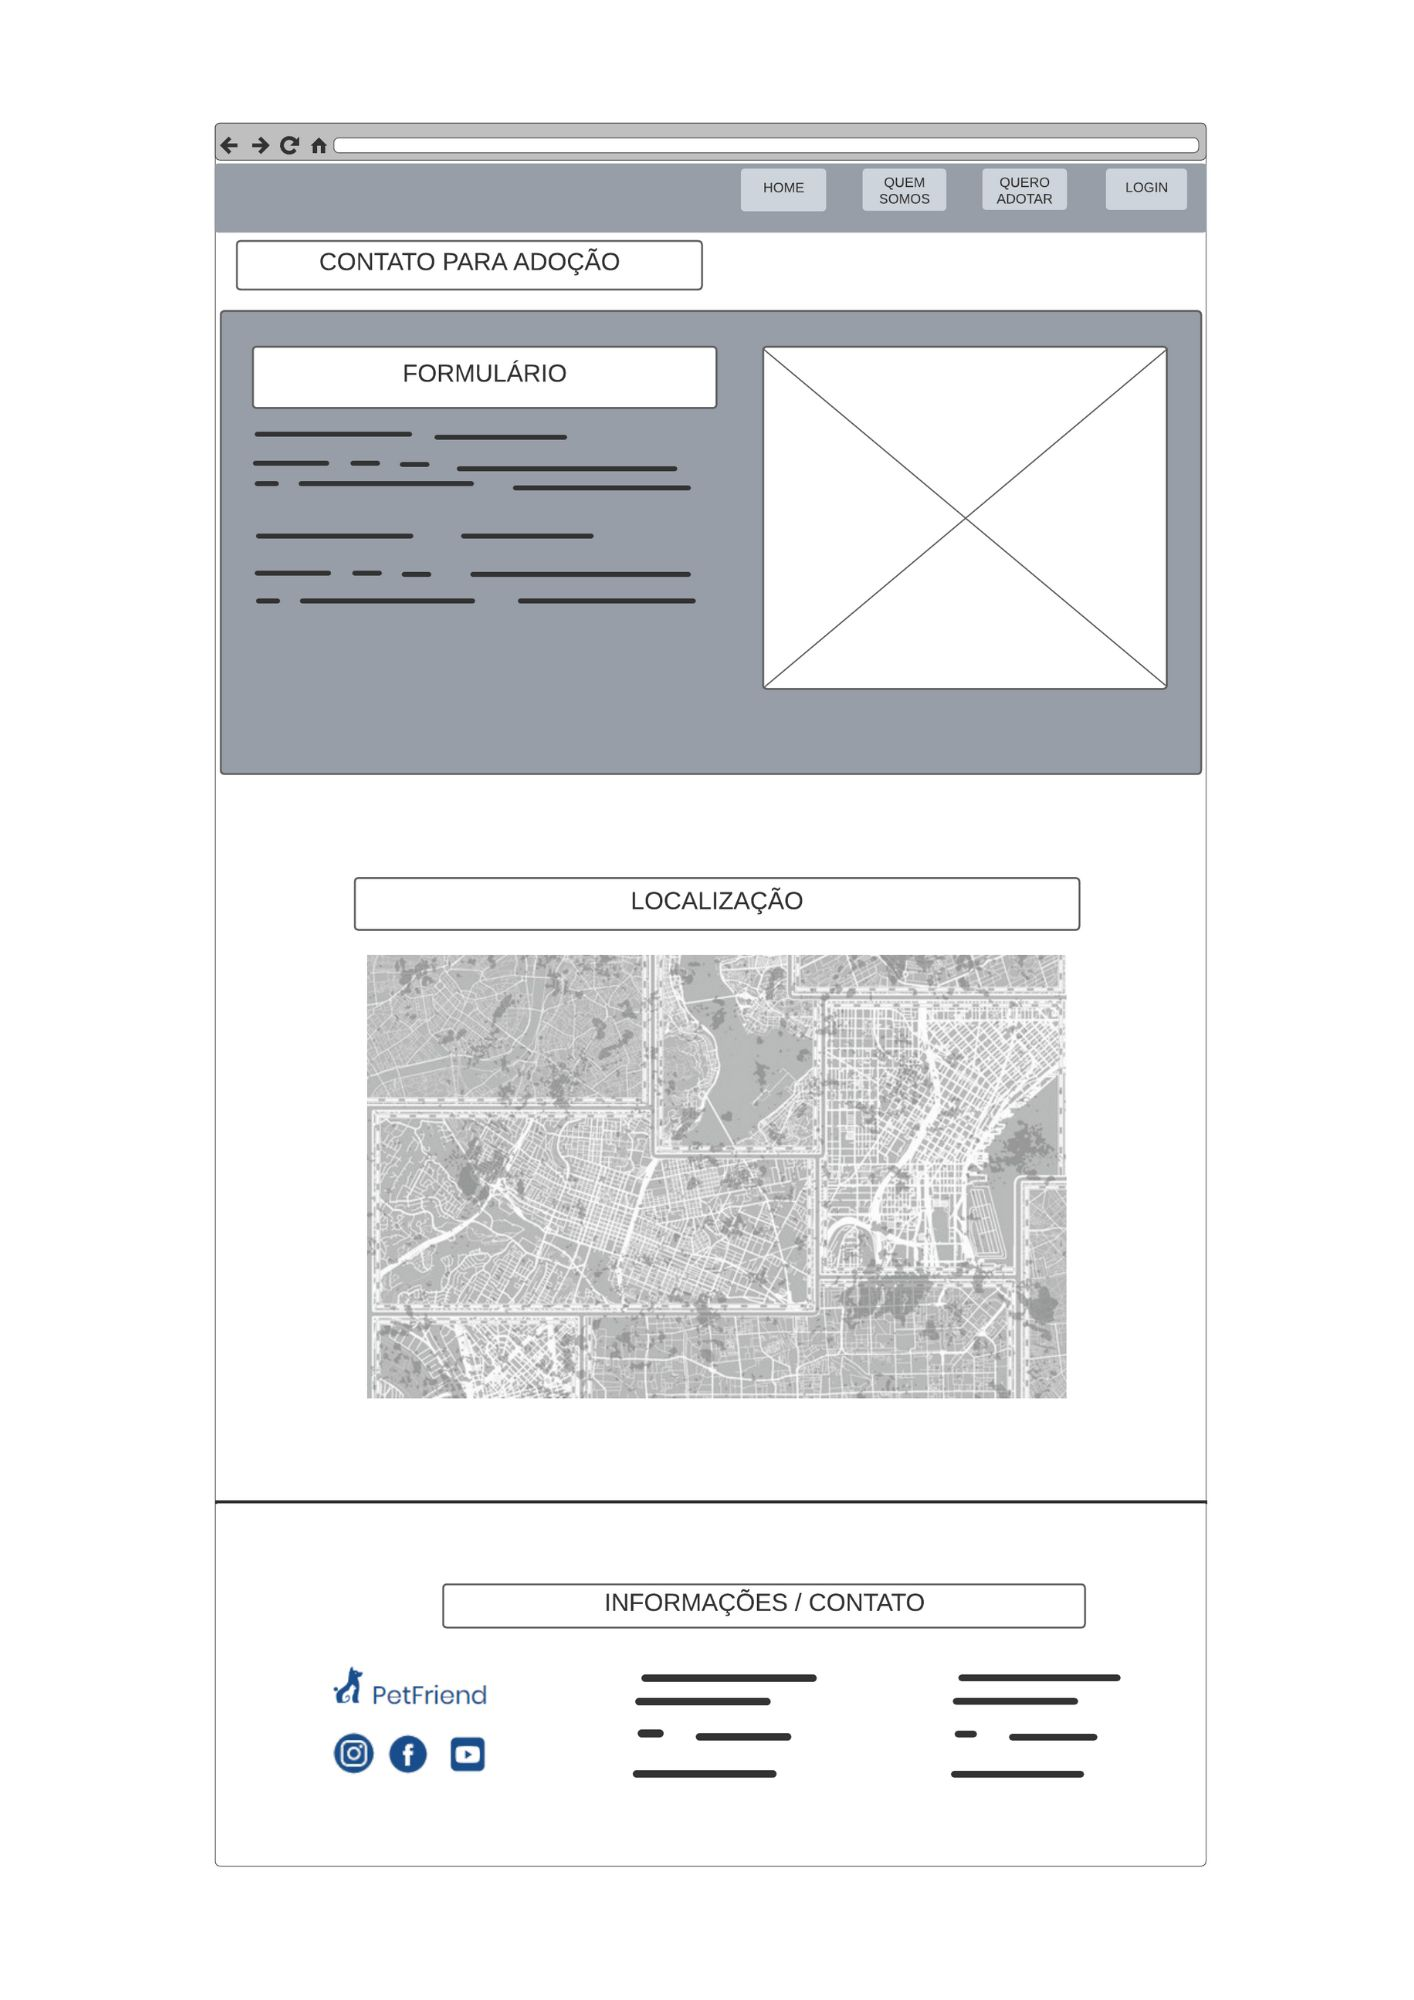 HOME
QUEM
SOMOS
QUERO
ADOTAR
LOGIN
CONTATO PARA ADOÇÃO
FORMULÁRIO
LOCALIZAÇÃO
INFORMAÇÕES / CONTATO
PetFriend